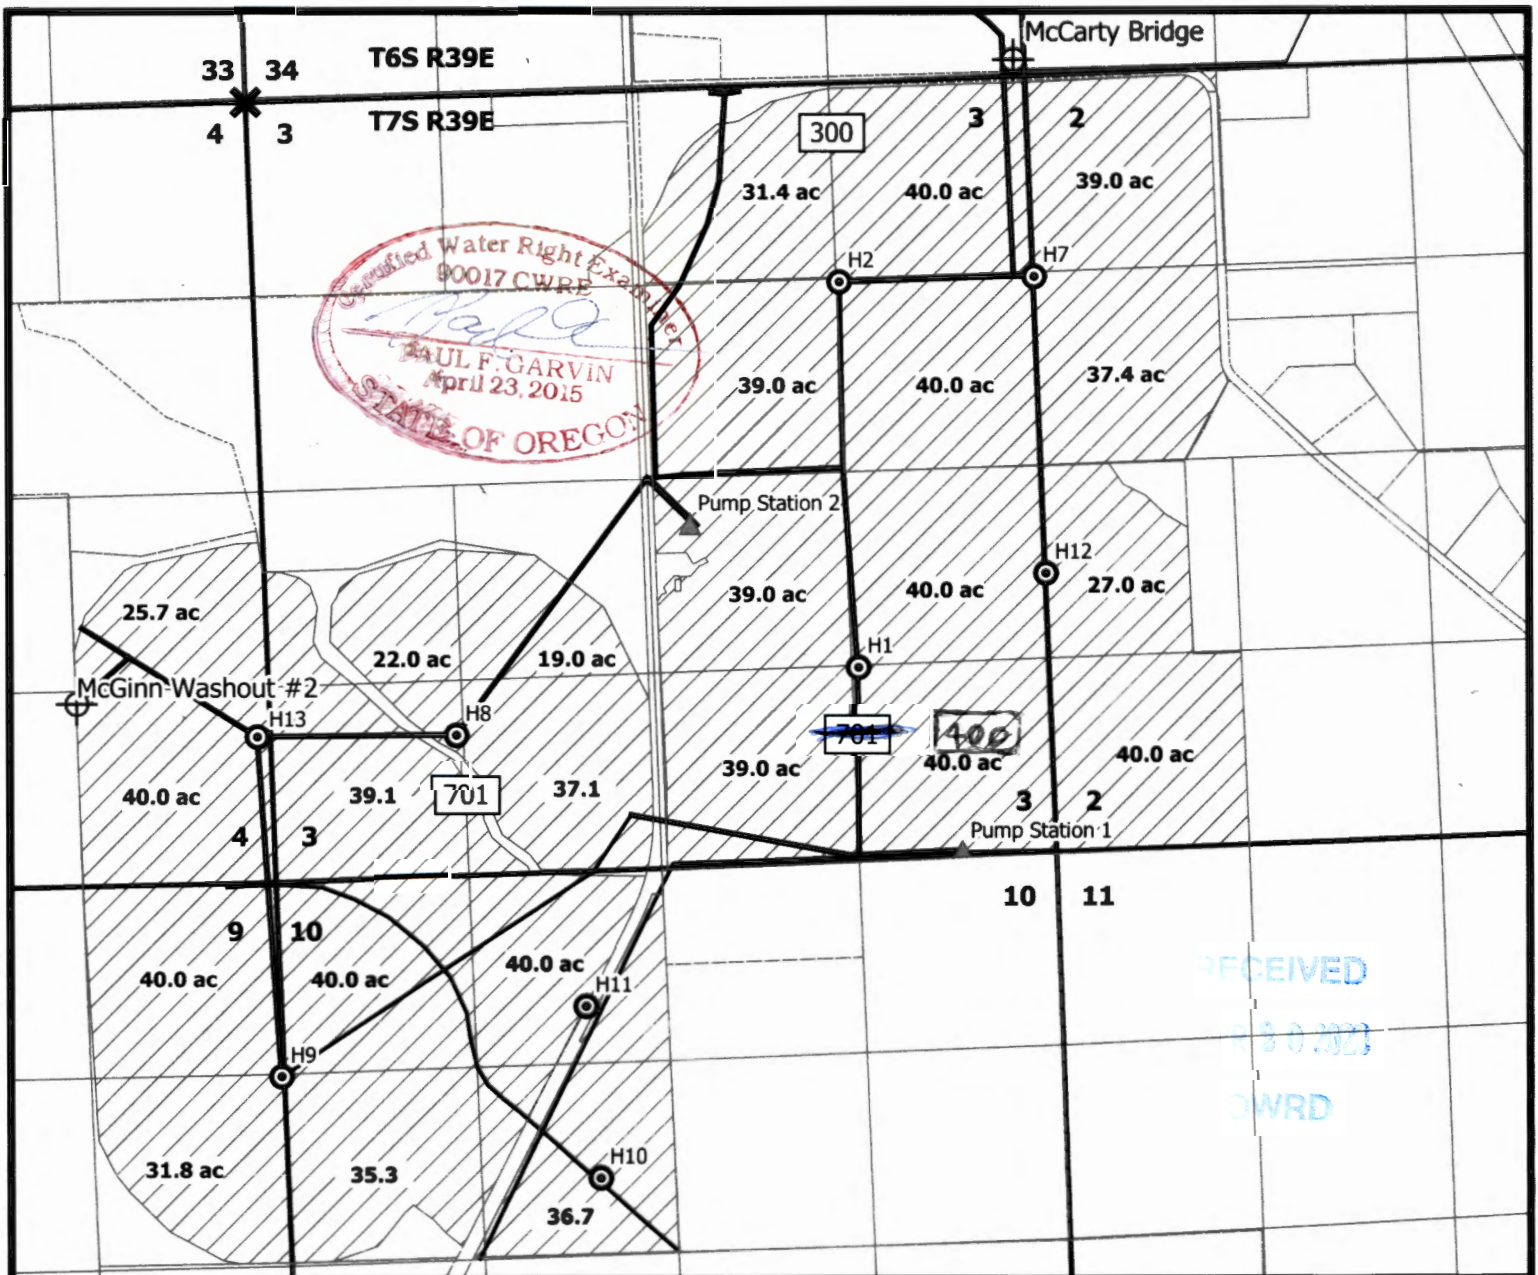 McCarty Bridge
33 34 T6S R39E
4 3 T7S R39E
300
3 2
31.4 ac 40.0 ac 39.0 ac
Certified Water Right Examiner
90017 CWRE
PAUL F. GARVIN
April 23, 2015
STATE OF OREGON
H2 H7
39.0 ac 40.0 ac 37.4 ac
Pump Station 2
H12
39.0 ac 40.0 ac 27.0 ac
25.7 ac
22.0 ac 19.0 ac
H1
McGinn Washout #2
H13 H8
701 400
39.0 ac 40.0 ac 40.0 ac
40.0 ac 39.1 701 37.1
3 2
4 3
Pump Station 1
10 11
9 10
40.0 ac 40.0 ac 40.0 ac
H11
RECEIVED
OWRD
H9
H10
31.8 ac 35.3
36.7